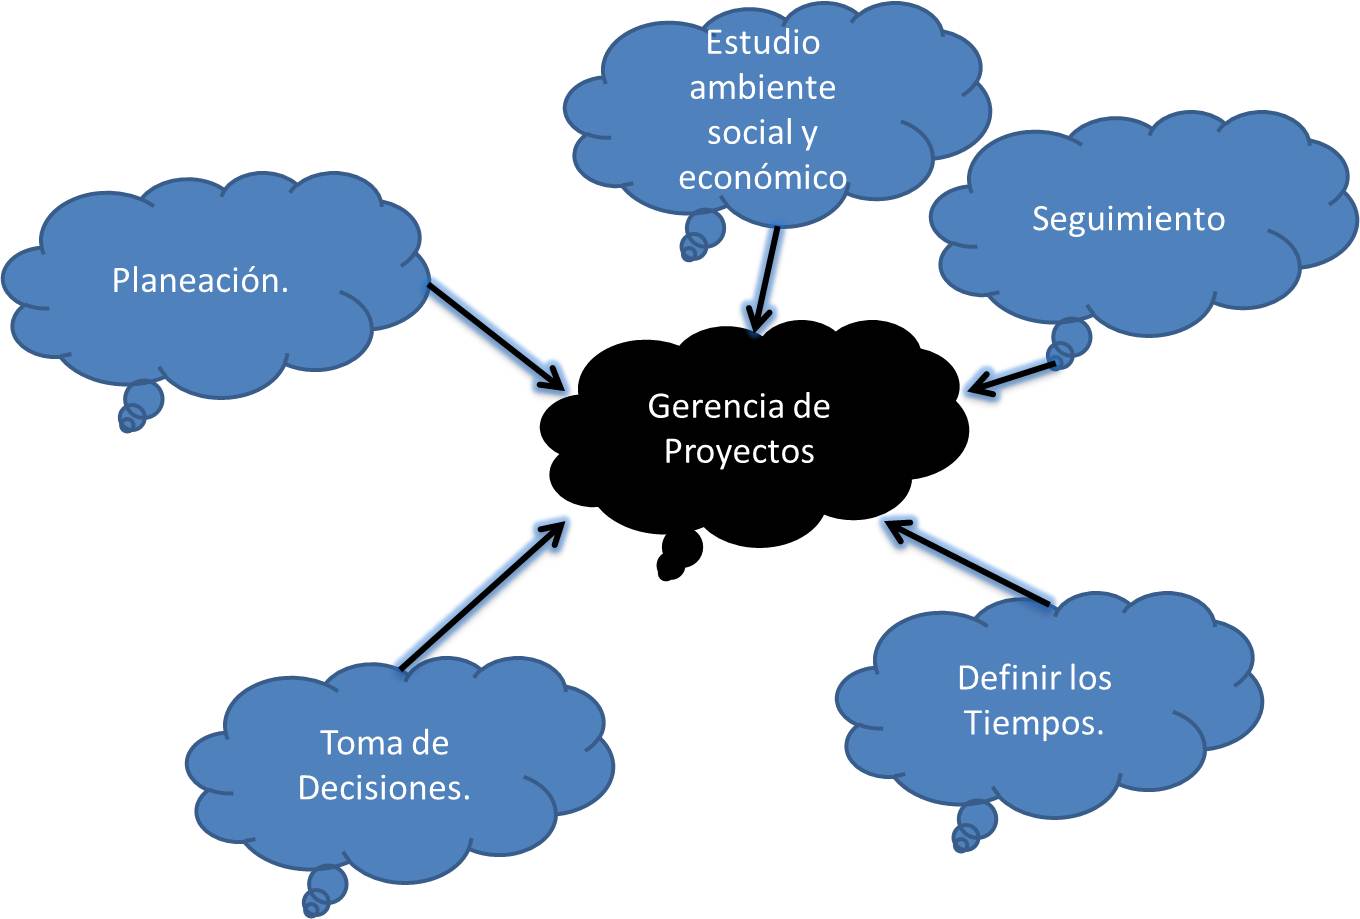 Estudio
ambiente
social y
económico
Seguimiento
Planeación.
Gerencia de
Proyectos
Definir los
Tiempos.
Toma de
Decisiones.